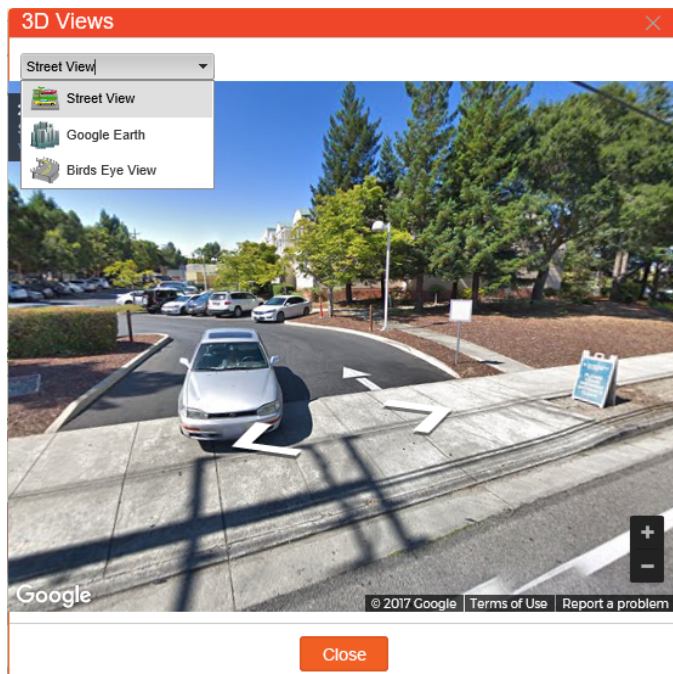 3D Views
Street View
Street View
Google Earth
Birds Eye View
Google
© 2017 Google
Terms of Use
Report a problem
Close